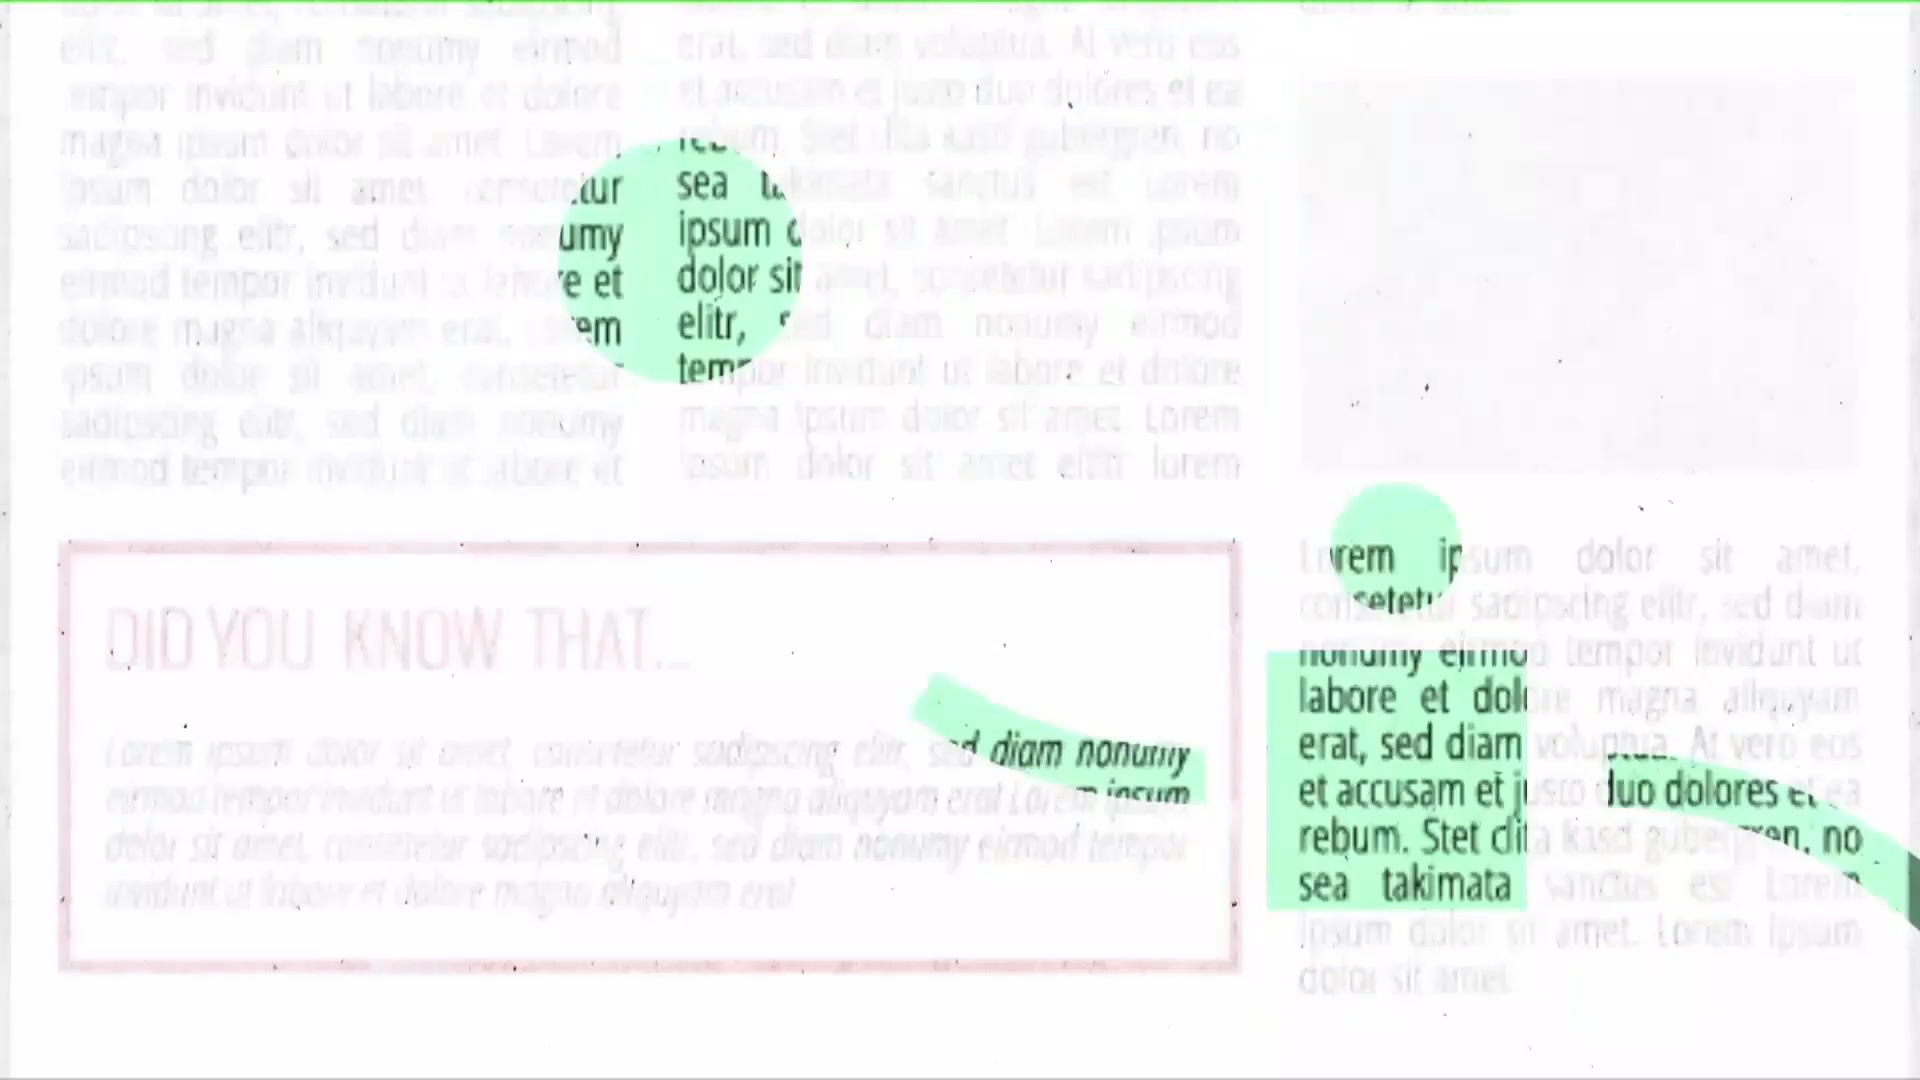 elitr, sed diam nonumy eirmod
tempor invidunt ut labore et dolore
magna ipsum dolor sit amet. Lorem
ipsum dolor sit amet, consetetur
sadipscing elitr, sed diam nonumy
eirmod tempor invidunt ut labore et
dolore magna aliquyam erat, Lorem
ipsum dolor sit amet, consetetur
sadipscing elitr, sed diam nonumy
eirmod tempor invidunt ut labore et
erat, sed diam voluptua. At vero eos
et accusam et justo duo dolores et ea
rebum. Stet clita kasd gubergren, no
sea takimata sanctus est Lorem
ipsum dolor sit amet. Lorem ipsum
dolor sit amet, consetetur sadipscing
elitr, sed diam nonumy eirmod
tempor invidunt ut labore et dolore
magna ipsum dolor sit amet. Lorem
ipsum dolor sit amet elitr lorem
DID YOU KNOW THAT...
Lorem ipsum dolor sit amet, consetetur sadipscing elitr, sed diam nonumy
eirmod tempor invidunt ut labore et dolore magna aliquyam erat Lorem ipsum
dolor sit amet, consetetur sadipscing elitr, sed diam nonumy eirmod tempor
invidunt ut labore et dolore magna aliquyam erat
dolor sit amet.
Lorem ipsum dolor sit amet,
consetetur sadipscing elitr, sed diam
nonumy eirmod tempor invidunt ut
labore et dolore magna aliquyam
erat, sed diam voluptua. At vero eos
et accusam et justo duo dolores et ea
rebum. Stet clita kasd gubergren, no
sea takimata sanctus est Lorem
ipsum dolor sit amet. Lorem ipsum
dolor sit amet.